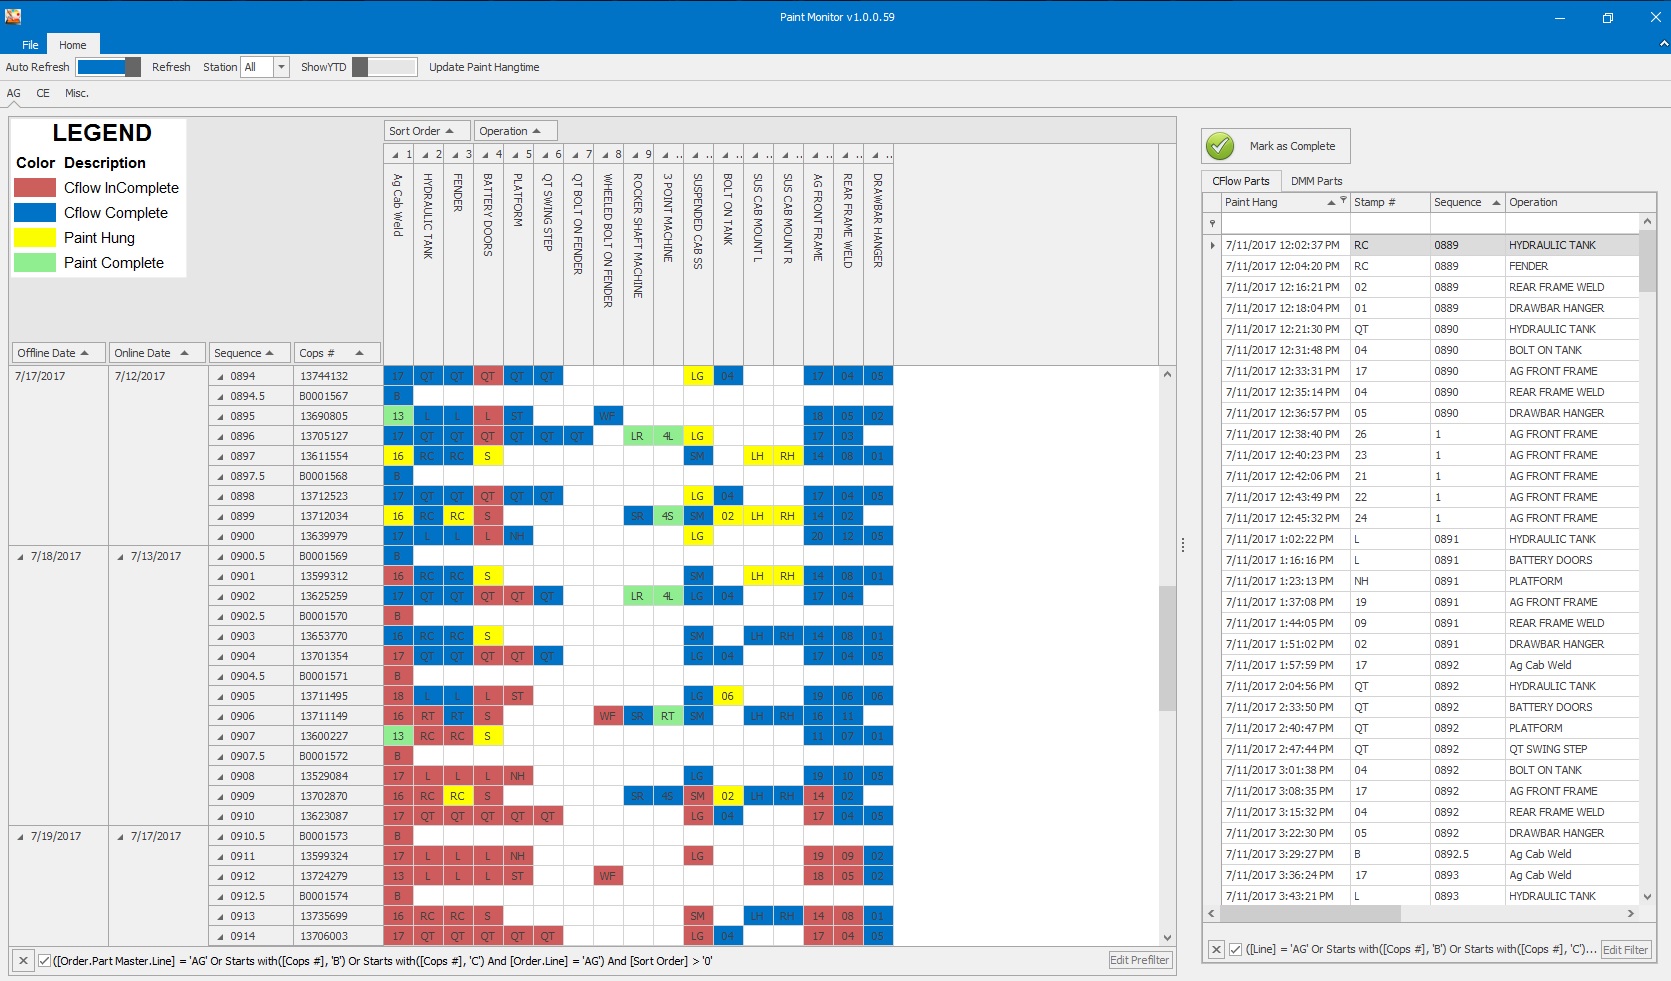 Paint Monitor v1.0.0.59
File Home
Auto Refresh Refresh Station All ShowYTD Update Paint Hangtime
AG CE Misc.
LEGEND
Color Description
Cflow InComplete
Cflow Complete
Paint Hung
Paint Complete
Sort Order Operation
1 2 3 4 5 6 7 8 9 .. .. .. .. .. .. .. ..
Ag Cab Weld
HYDRAULIC TANK
FENDER
BATTERY DOORS
PLATFORM
QT SWING STEP
QT BOLT ON FENDER
WHEELED BOLT ON FENDER
ROCKER SHAFT MACHINE
3 POINT MACHINE
SUSPENDED CAB SS
BOLT ON TANK
SUS CAB MOUNT L
SUS CAB MOUNT R
AG FRONT FRAME
REAR FRAME WELD
DRAWBAR HANGER
Offline Date Online Date Sequence Cops #
7/17/2017 7/12/2017 0894 13744132 17 QT QT QT QT QT LG 04 17 04 05
0894.5 B0001567 B
0895 13690805 13 L L L ST WF 18 05 02
0896 13705127 17 QT QT QT QT QT QT LR 4L LG 17 03
0897 13611554 16 RC RC S SM LH RH 14 08 01
0897.5 B0001568 B
0898 13712523 17 QT QT QT QT QT LG 04 17 04 05
0899 13712034 16 RC RC S SR 4S SM 02 LH RH 14 02
0900 13639979 17 L L L NH LG 20 12 05
7/18/2017 7/13/2017 0900.5 B0001569 B
0901 13599312 16 RC RC S SM LH RH 14 08 01
0902 13625259 17 QT QT QT QT QT LR 4L LG 04 17 04
0902.5 B0001570 B
0903 13653770 16 RC RC S SM LH RH 14 08 01
0904 13701354 17 QT QT QT QT QT LG 04 17 04 05
0904.5 B0001571 B
0905 13711495 18 L L L ST LG 06 19 06 06
0906 13711149 16 RT RT S WF SR RT SM LH RH 16 11
0907 13600227 13 RC RC S 11 07 01
0907.5 B0001572 B
0908 13529084 17 L L L NH LG 19 10 05
0909 13702870 16 RC RC S SR 4S SM 02 LH RH 14 02
0910 13623087 17 QT QT QT QT QT LG 04 17 04 05
7/19/2017 7/17/2017 0910.5 B0001573 B
0911 13599324 17 L L L NH LG 19 09 02
0912 13724279 13 L L L ST WF 18 05 02
0912.5 B0001574 B
0913 13735699 16 RC RC S SM LH RH 14 08 01
0914 13706003 17 QT QT QT QT QT LG 04 17 04 05
([Order.Part Master.Line] = 'AG' Or Starts with([Cops #], 'B') Or Starts with([Cops #], 'C') And [Order.Line] = 'AG') And [Sort Order] > '0' Edit Prefilter
Mark as Complete
CFlow Parts DMM Parts
Paint Hang Stamp # Sequence Operation
7/11/2017 12:02:37 PM RC 0889 HYDRAULIC TANK
7/11/2017 12:04:20 PM RC 0889 FENDER
7/11/2017 12:16:21 PM 02 0889 REAR FRAME WELD
7/11/2017 12:18:04 PM 01 0889 DRAWBAR HANGER
7/11/2017 12:21:30 PM QT 0890 HYDRAULIC TANK
7/11/2017 12:31:48 PM 04 0890 BOLT ON TANK
7/11/2017 12:33:31 PM 17 0890 AG FRONT FRAME
7/11/2017 12:35:14 PM 04 0890 REAR FRAME WELD
7/11/2017 12:36:57 PM 05 0890 DRAWBAR HANGER
7/11/2017 12:38:40 PM 26 1 AG FRONT FRAME
7/11/2017 12:40:23 PM 23 1 AG FRONT FRAME
7/11/2017 12:42:06 PM 21 1 AG FRONT FRAME
7/11/2017 12:43:49 PM 22 1 AG FRONT FRAME
7/11/2017 12:45:32 PM 24 1 AG FRONT FRAME
7/11/2017 1:02:22 PM L 0891 HYDRAULIC TANK
7/11/2017 1:16:16 PM L 0891 BATTERY DOORS
7/11/2017 1:23:13 PM NH 0891 PLATFORM
7/11/2017 1:37:08 PM 19 0891 AG FRONT FRAME
7/11/2017 1:44:05 PM 09 0891 REAR FRAME WELD
7/11/2017 1:51:02 PM 02 0891 DRAWBAR HANGER
7/11/2017 1:57:59 PM 17 0892 Ag Cab Weld
7/11/2017 2:04:56 PM QT 0892 HYDRAULIC TANK
7/11/2017 2:33:50 PM QT 0892 BATTERY DOORS
7/11/2017 2:40:47 PM QT 0892 PLATFORM
7/11/2017 2:47:44 PM QT 0892 QT SWING STEP
7/11/2017 3:01:38 PM 04 0892 BOLT ON TANK
7/11/2017 3:08:35 PM 17 0892 AG FRONT FRAME
7/11/2017 3:15:32 PM 04 0892 REAR FRAME WELD
7/11/2017 3:22:30 PM 05 0892 DRAWBAR HANGER
7/11/2017 3:29:27 PM B 0892.5 Ag Cab Weld
7/11/2017 3:36:24 PM 17 0893 Ag Cab Weld
7/11/2017 3:43:21 PM L 0893 HYDRAULIC TANK
([Line] = 'AG' Or Starts with([Cops #], 'B') Or Starts with([Cops #], 'C')... Edit Filter